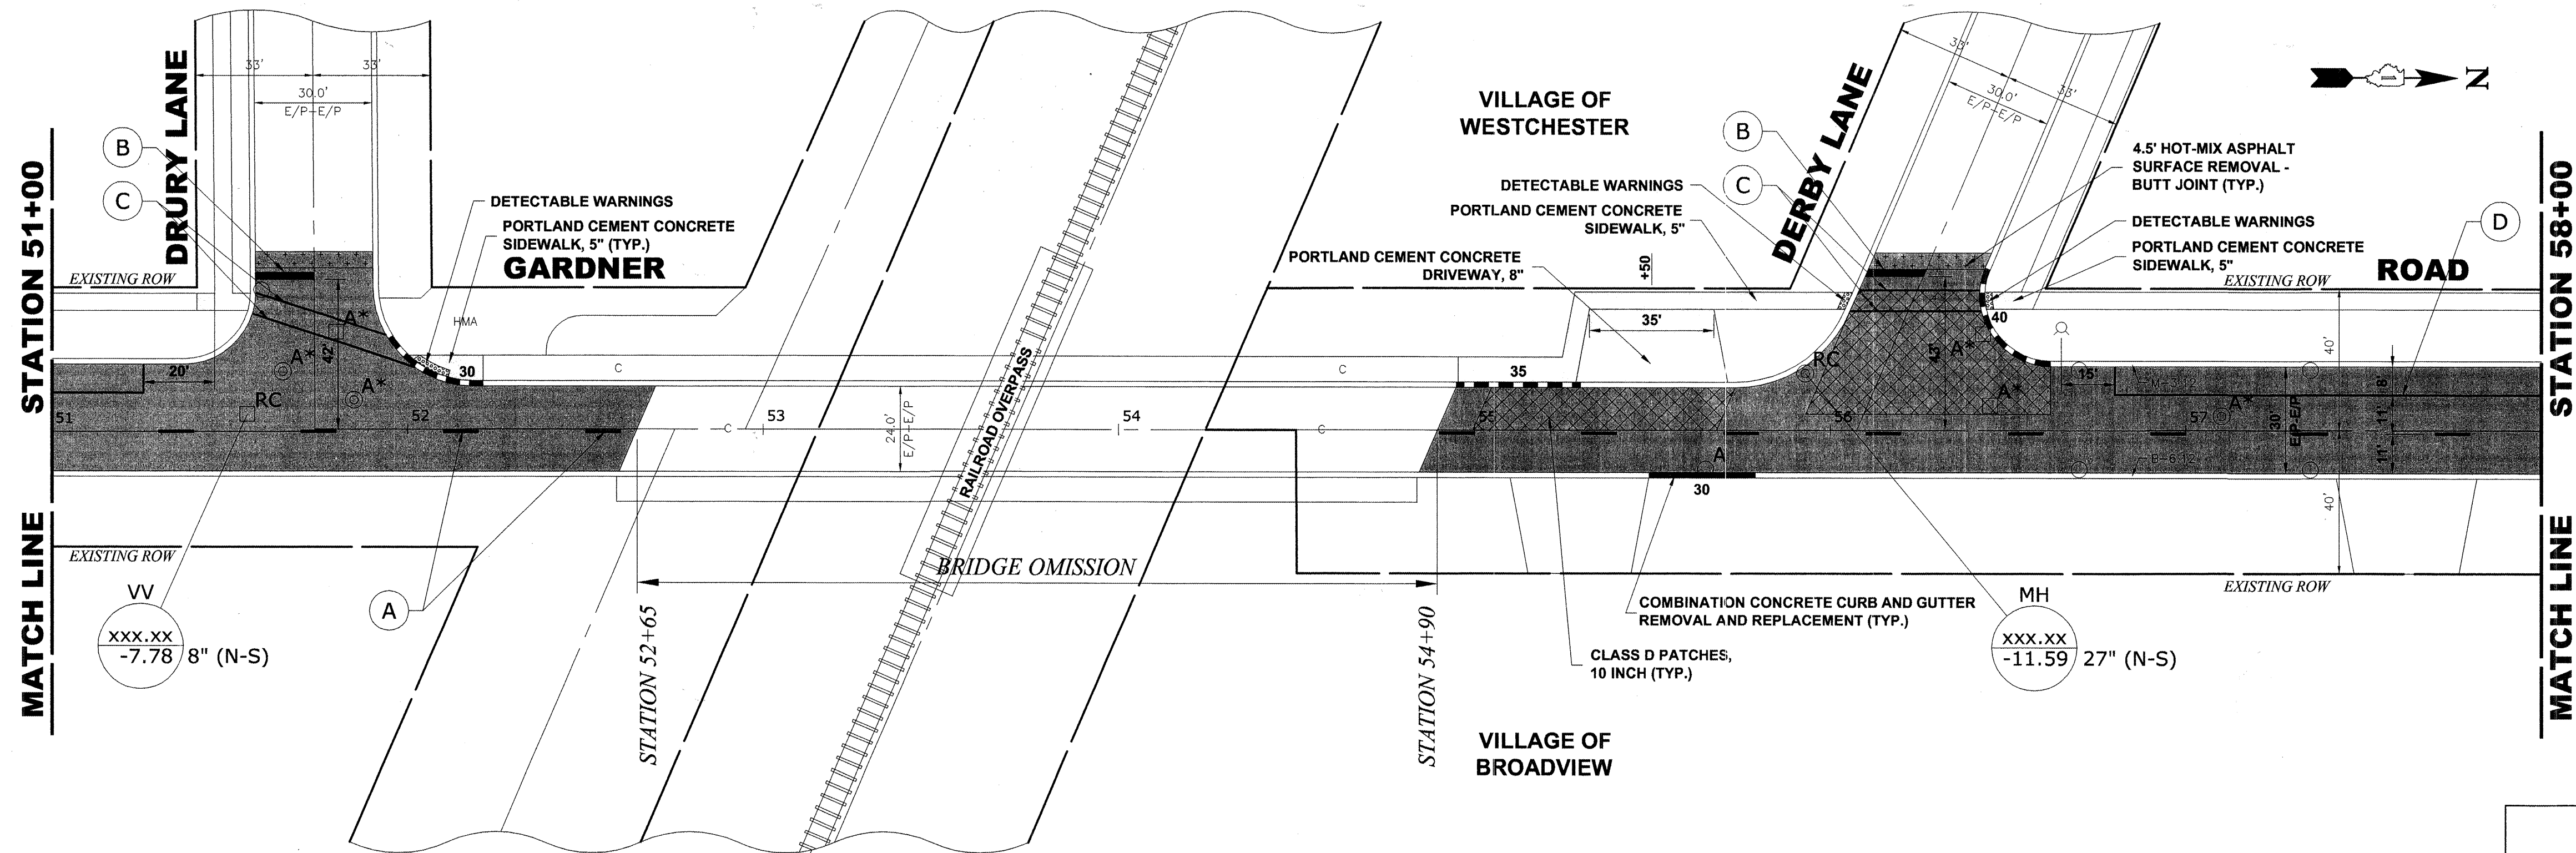 STATION 51+00
MATCH LINE
DRURY LANE
33'
33'
30.0'
E/P-E/P
B
C
EXISTING ROW
DETECTABLE WARNINGS
PORTLAND CEMENT CONCRETE
SIDEWALK, 5" (TYP.)
GARDNER
HMA
A*
42'
A*
A*
20'
RC
30
51
52
53
54
C
C
C
C
24.0'
E/P-E/P
RAILROAD OVERPASS
EXISTING ROW
VV
xxx.xx
-7.78
8" (N-S)
A
BRIDGE OMISSION
STATION 52+65
STATION 54+90
VILLAGE OF
WESTCHESTER
DETECTABLE WARNINGS
PORTLAND CEMENT CONCRETE
SIDEWALK, 5"
PORTLAND CEMENT CONCRETE
DRIVEWAY, 8"
+50
35'
35
55
B
C
DERBY LANE
33'
33'
30.0'
E/P-E/P
N
4.5' HOT-MIX ASPHALT
SURFACE REMOVAL -
BUTT JOINT (TYP.)
DETECTABLE WARNINGS
PORTLAND CEMENT CONCRETE
SIDEWALK, 5"
D
ROAD
EXISTING ROW
40
RC
43'
A*
A*
A*
56
57
15'
M-3.12
B-6.12
30'
E/P-E/P
8'
11'
11'
40'
40'
A
30
COMBINATION CONCRETE CURB AND GUTTER
REMOVAL AND REPLACEMENT (TYP.)
CLASS D PATCHES,
10 INCH (TYP.)
MH
xxx.xx
-11.59
27" (N-S)
EXISTING ROW
VILLAGE OF
BROADVIEW
STATION 58+00
MATCH LINE